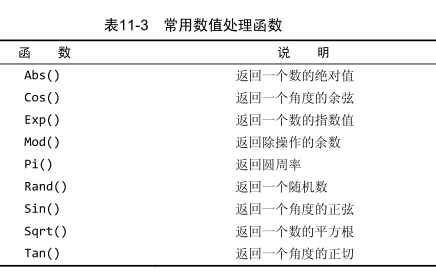 表11-3 常用数值处理函数
函 数 说 明
Abs() 返回一个数的绝对值
Cos() 返回一个角度的余弦
Exp() 返回一个数的指数值
Mod() 返回除操作的余数
Pi() 返回圆周率
Rand() 返回一个随机数
Sin() 返回一个角度的正弦
Sqrt() 返回一个数的平方根
Tan() 返回一个角度的正切